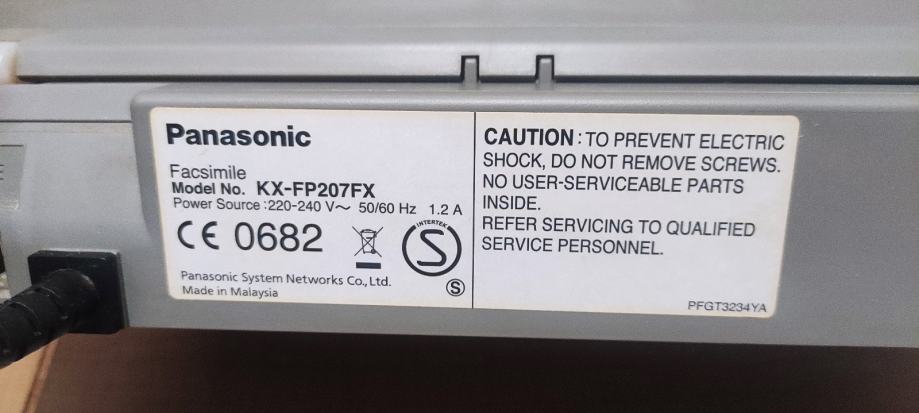 Panasonic
Facsimile
Model No. KX-FP207FX
Power Source :220-240 V～ 50/60 Hz 1.2 A
CE 0682
INTERTEK
S
Panasonic System Networks Co.,Ltd.
Made in Malaysia
S
CAUTION : TO PREVENT ELECTRIC
SHOCK, DO NOT REMOVE SCREWS.
NO USER-SERVICEABLE PARTS
INSIDE.
REFER SERVICING TO QUALIFIED
SERVICE PERSONNEL.
PFGT3234YA
E